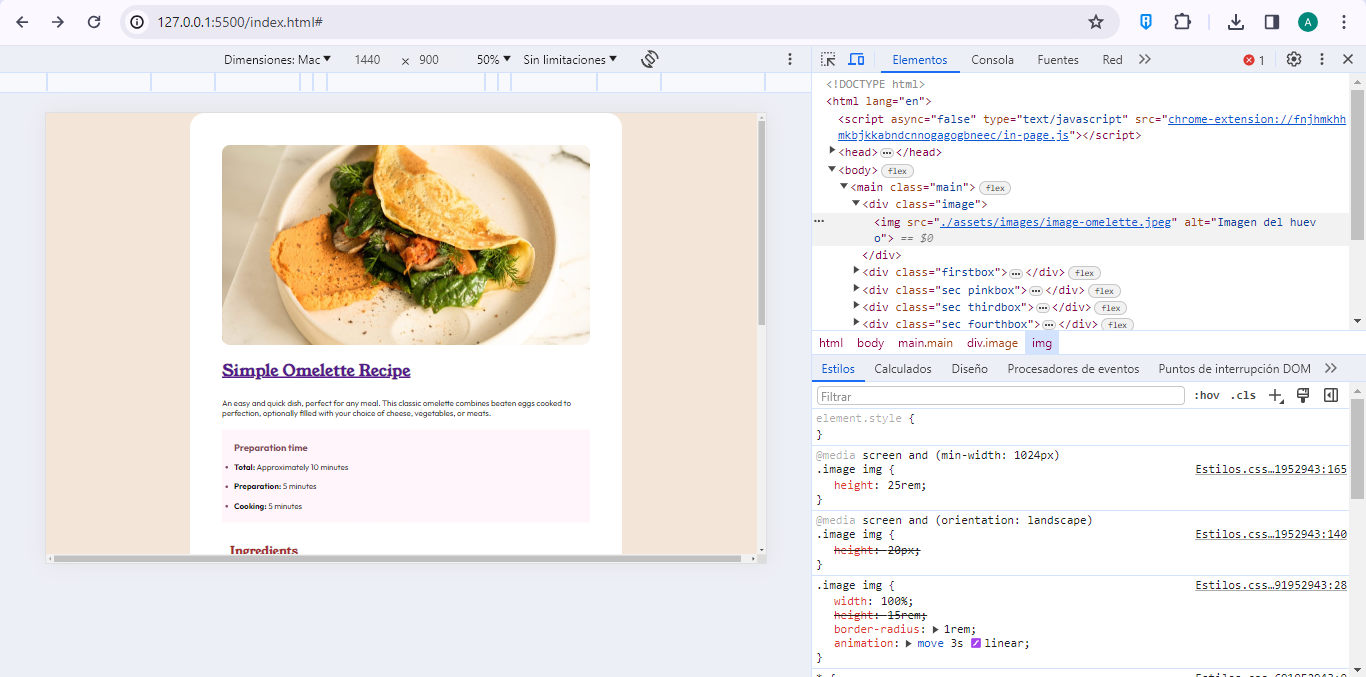 127.0.0.1:5500/index.html#
A
Dimensiones: Mac 1440 × 900 50% Sin limitaciones
Elementos Consola Fuentes Red 1
<!DOCTYPE html>
<html lang="en">
<script async="false" type="text/javascript" src="chrome-extension://fnjhmkhh
mkbjkkabndcnnogagogbneec/in-page.js"></script>
<head> </head>
<body> flex
<main class="main"> flex
<div class="image">
<img src="./assets/images/image-omelette.jpeg" alt="Imagen del huev
o"> == $0
</div>
<div class="firstbox"> </div> flex
<div class="sec pinkbox"> </div> flex
<div class="sec thirdbox"> </div> flex
<div class="sec fourthbox"> </div> flex
html body main.main div.image img
Estilos Calculados Diseño Procesadores de eventos Puntos de interrupción DOM
Filtrar :hov .cls
element.style {
}
@media screen and (min-width: 1024px)
.image img { Estilos.css…1952943:165
height: 25rem;
}
@media screen and (orientation: landscape)
.image img { Estilos.css…1952943:140
height: 20px;
}
.image img { Estilos.css…91952943:28
width: 100%;
height: 15rem;
border-radius: 1rem;
animation: move 3s linear;
}
Simple Omelette Recipe
An easy and quick dish, perfect for any meal. This classic omelette combines beaten eggs cooked to
perfection, optionally filled with your choice of cheese, vegetables, or meats.
Preparation time
• Total: Approximately 10 minutes
• Preparation: 5 minutes
• Cooking: 5 minutes
Ingredients